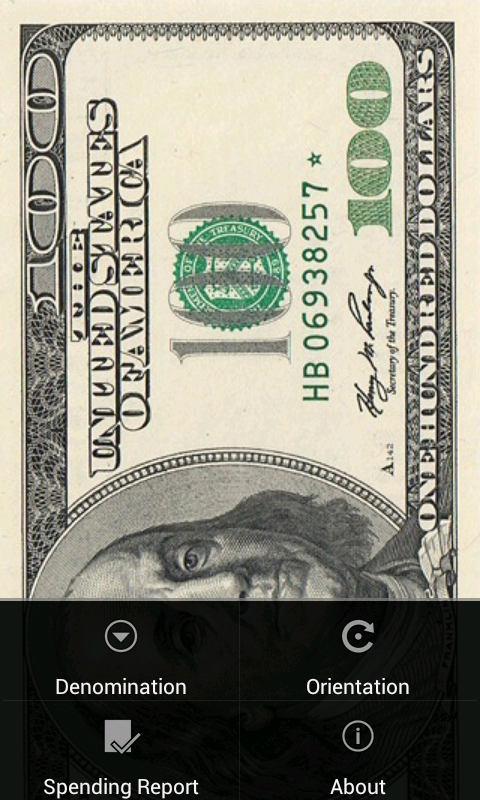 100
THE
UNITED STATES
OF AMERICA
100
HB 06938257 ★
100
Secretary of the Treasury.
A 142
ONE HUNDRED DOLLARS
Denomination
Orientation
Spending Report
About